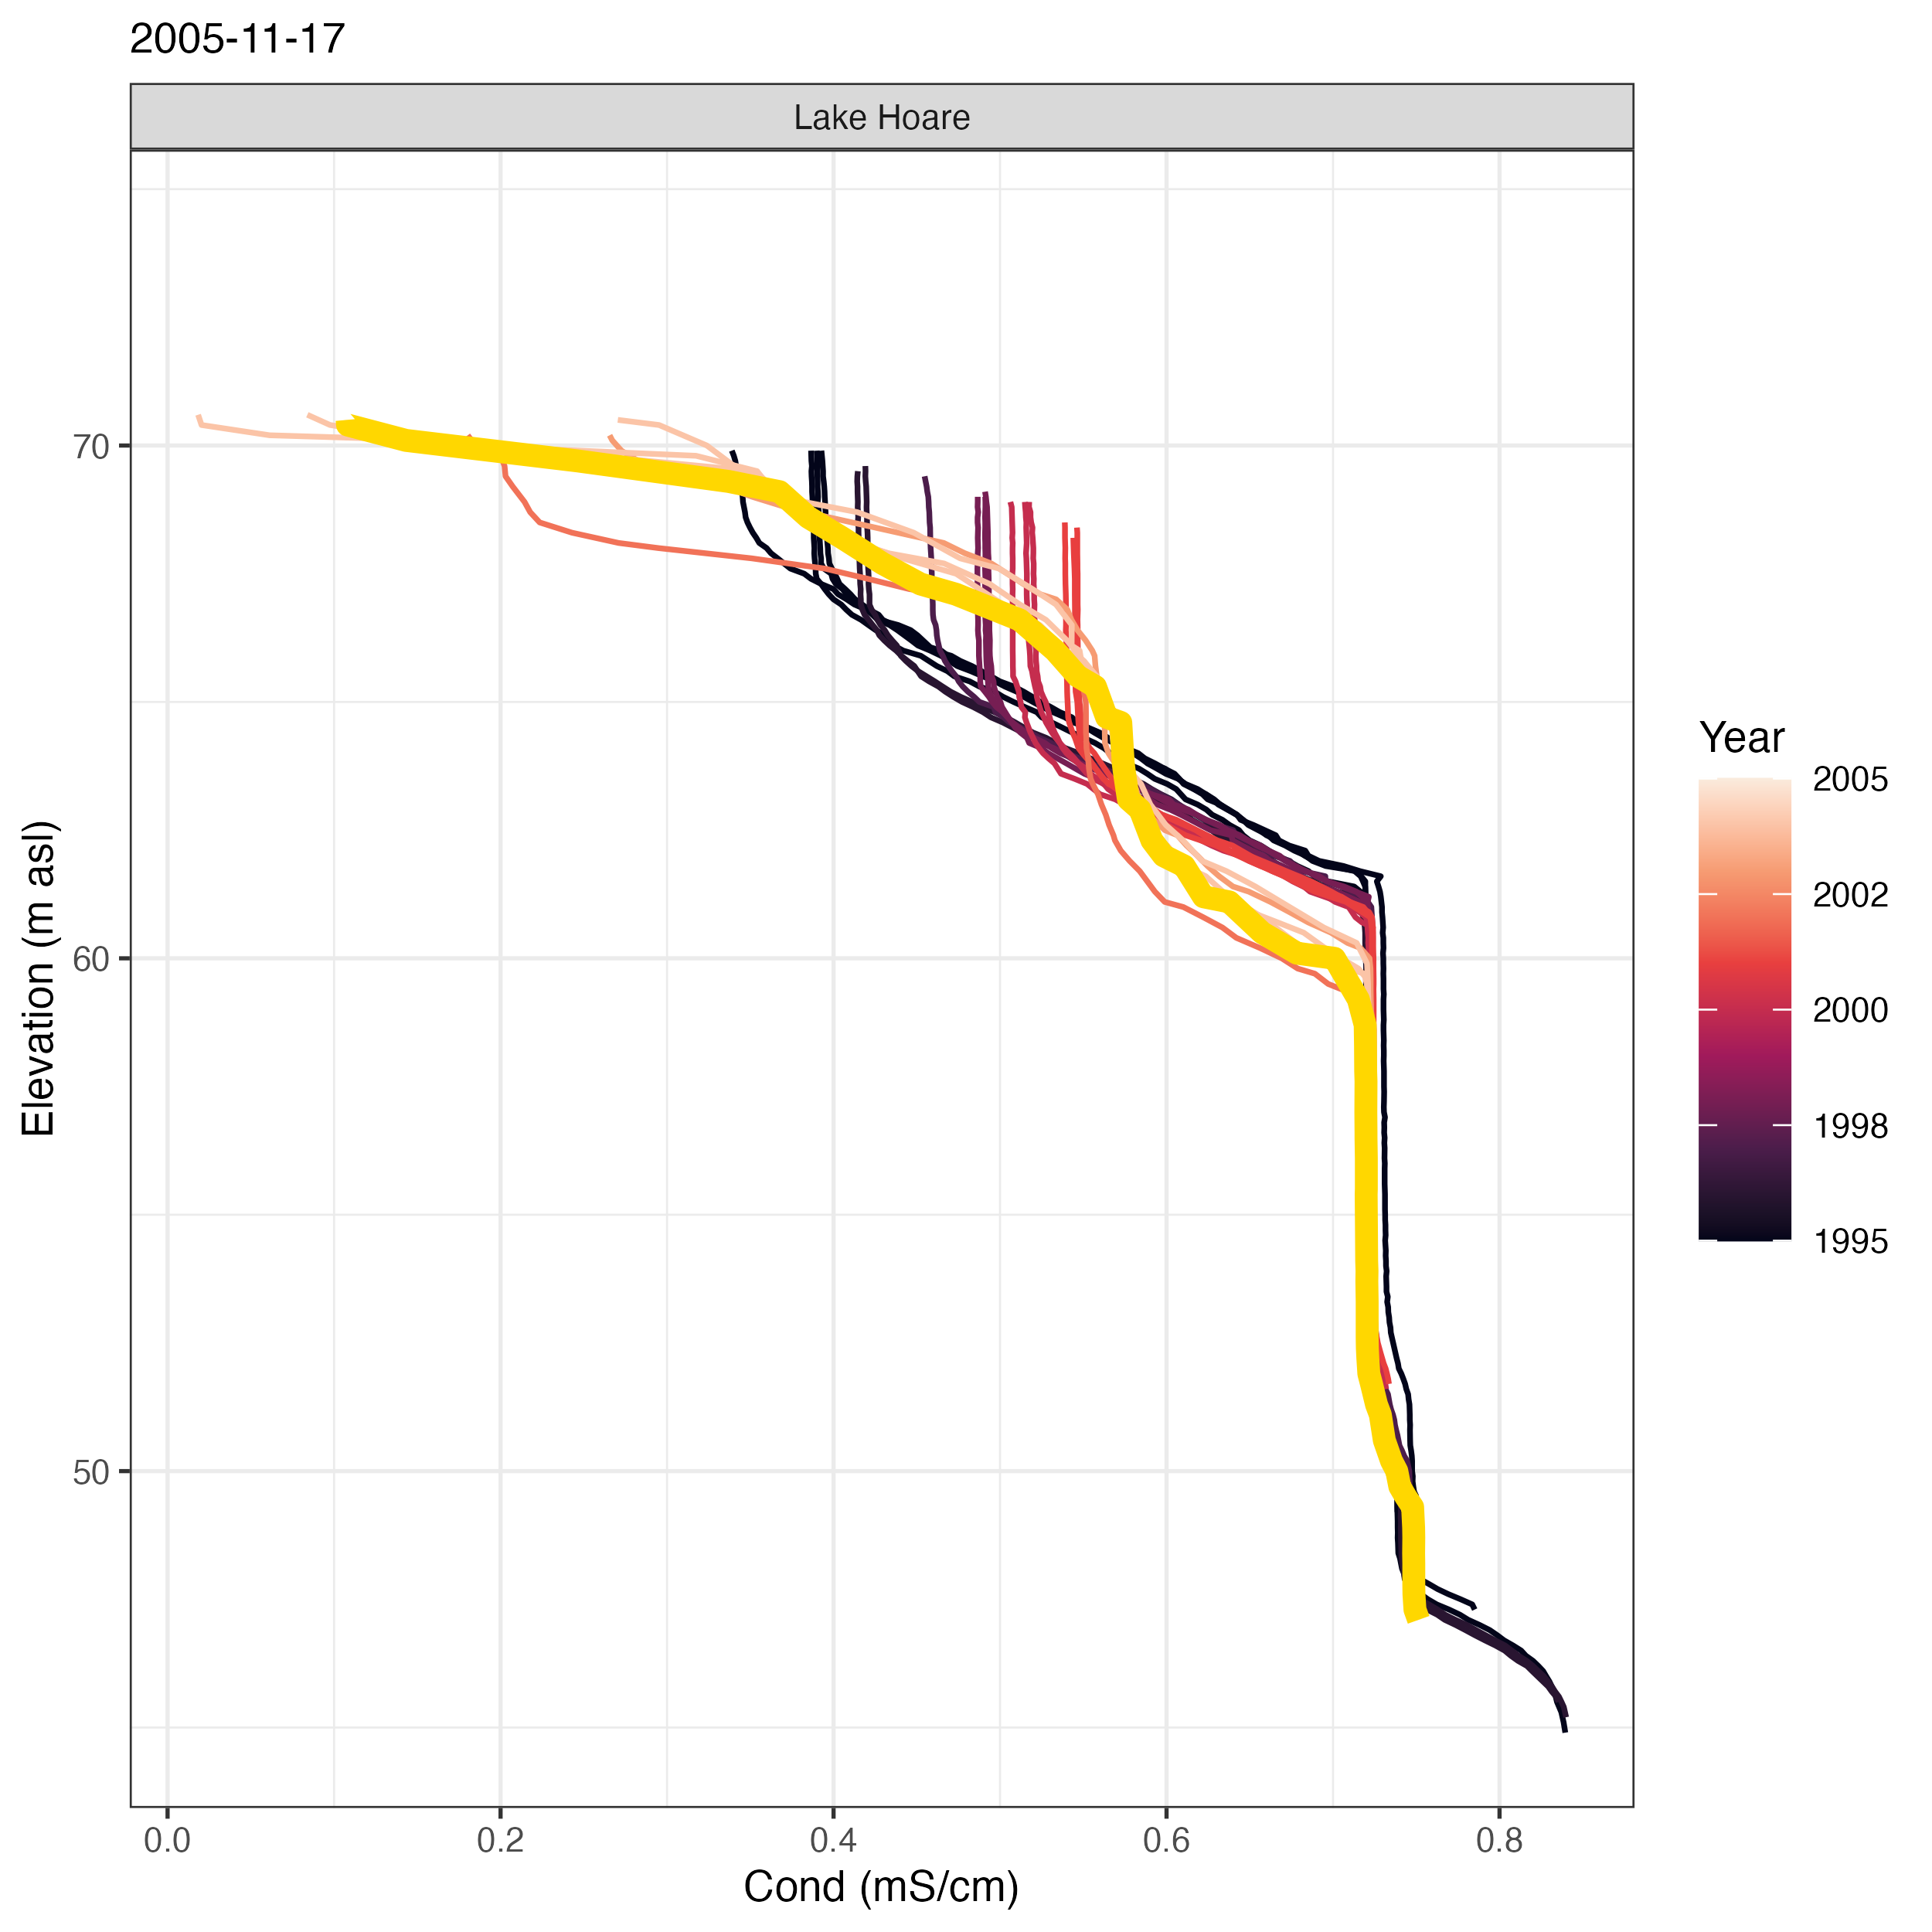 2005-11-17
Lake Hoare
70
60
50
Elevation (m asl)
0.0 0.2 0.4 0.6 0.8
Cond (mS/cm)
Year
2005
2002
2000
1998
1995